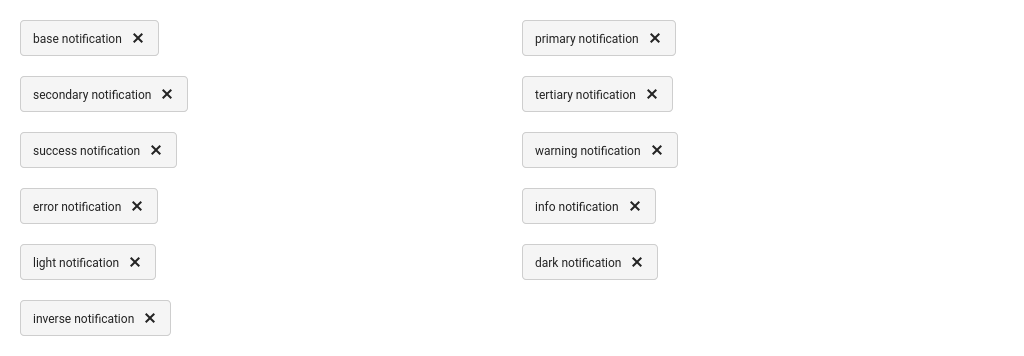 base notification ✕
primary notification ✕
secondary notification ✕
tertiary notification ✕
success notification ✕
warning notification ✕
error notification ✕
info notification ✕
light notification ✕
dark notification ✕
inverse notification ✕